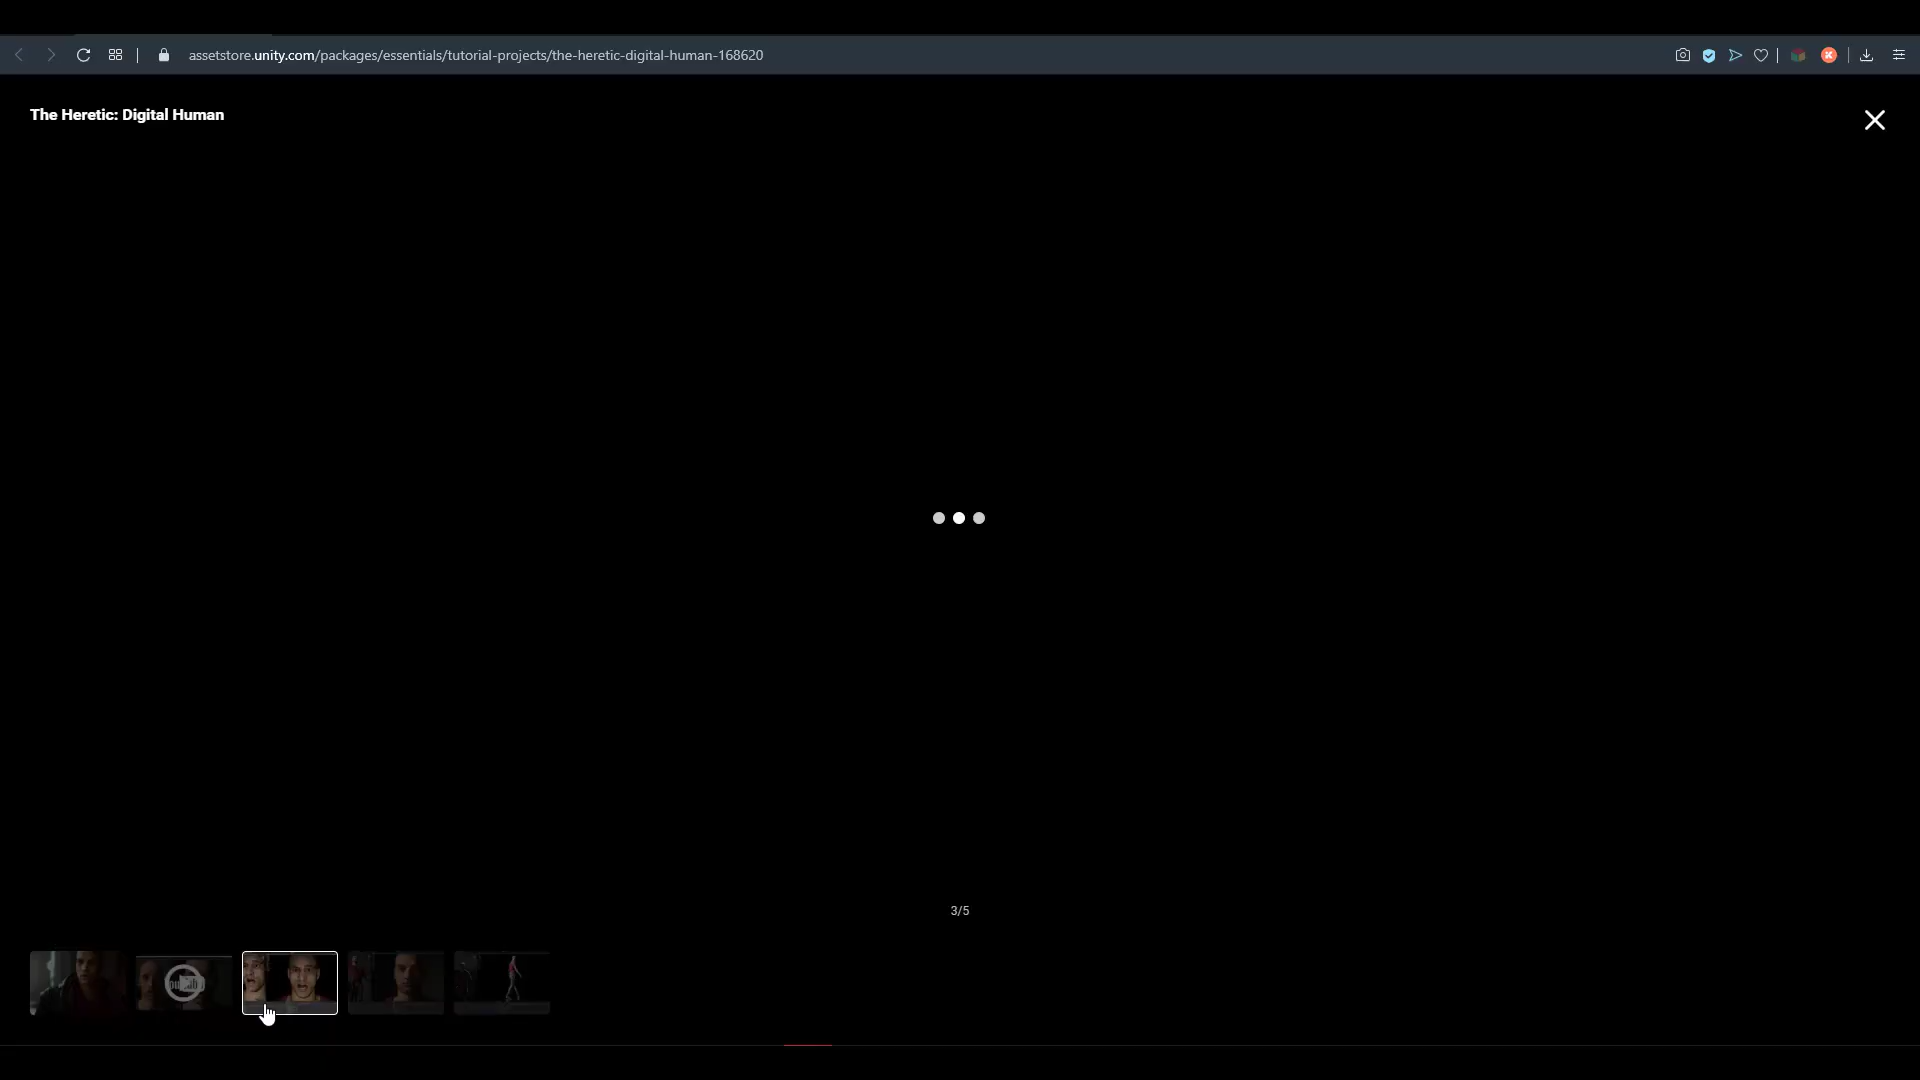 assetstore.unity.com/packages/essentials/tutorial-projects/the-heretic-digital-human-168620
The Heretic: Digital Human
3/5